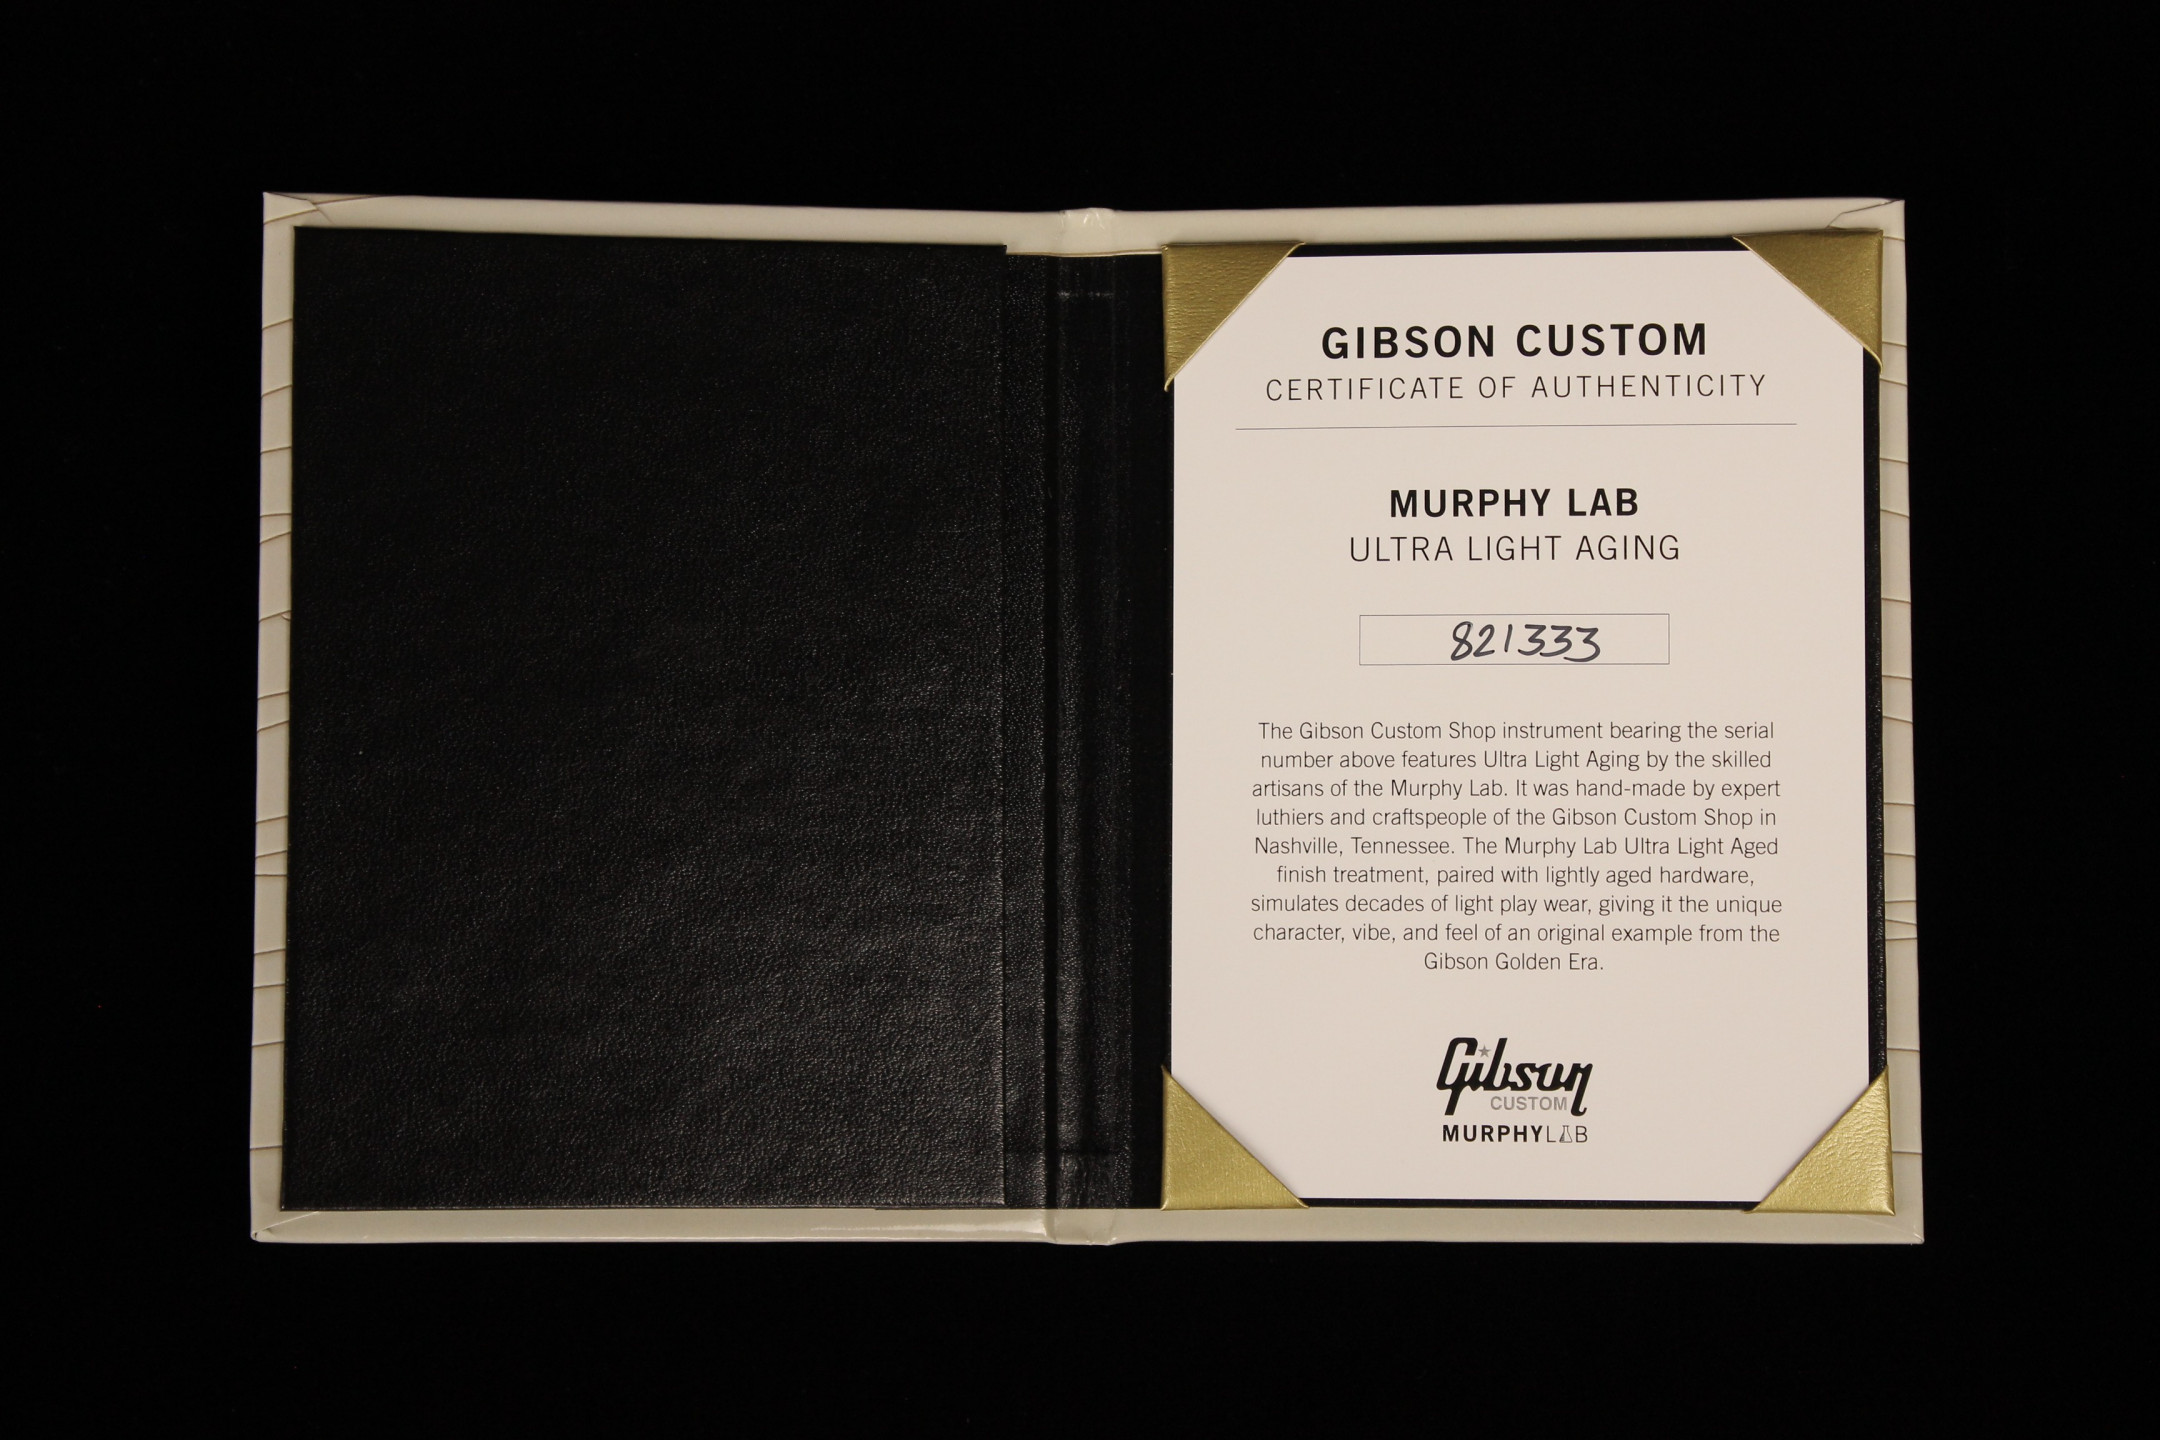 GIBSON CUSTOM
CERTIFICATE OF AUTHENTICITY
MURPHY LAB
ULTRA LIGHT AGING
821333
The Gibson Custom Shop instrument bearing the serial
number above features Ultra Light Aging by the skilled
artisans of the Murphy Lab. It was hand-made by expert
luthiers and craftspeople of the Gibson Custom Shop in
Nashville, Tennessee. The Murphy Lab Ultra Light Aged
finish treatment, paired with lightly aged hardware,
simulates decades of light play wear, giving it the unique
character, vibe, and feel of an original example from the
Gibson Golden Era.
Gibson
CUSTOM
MURPHYLAB